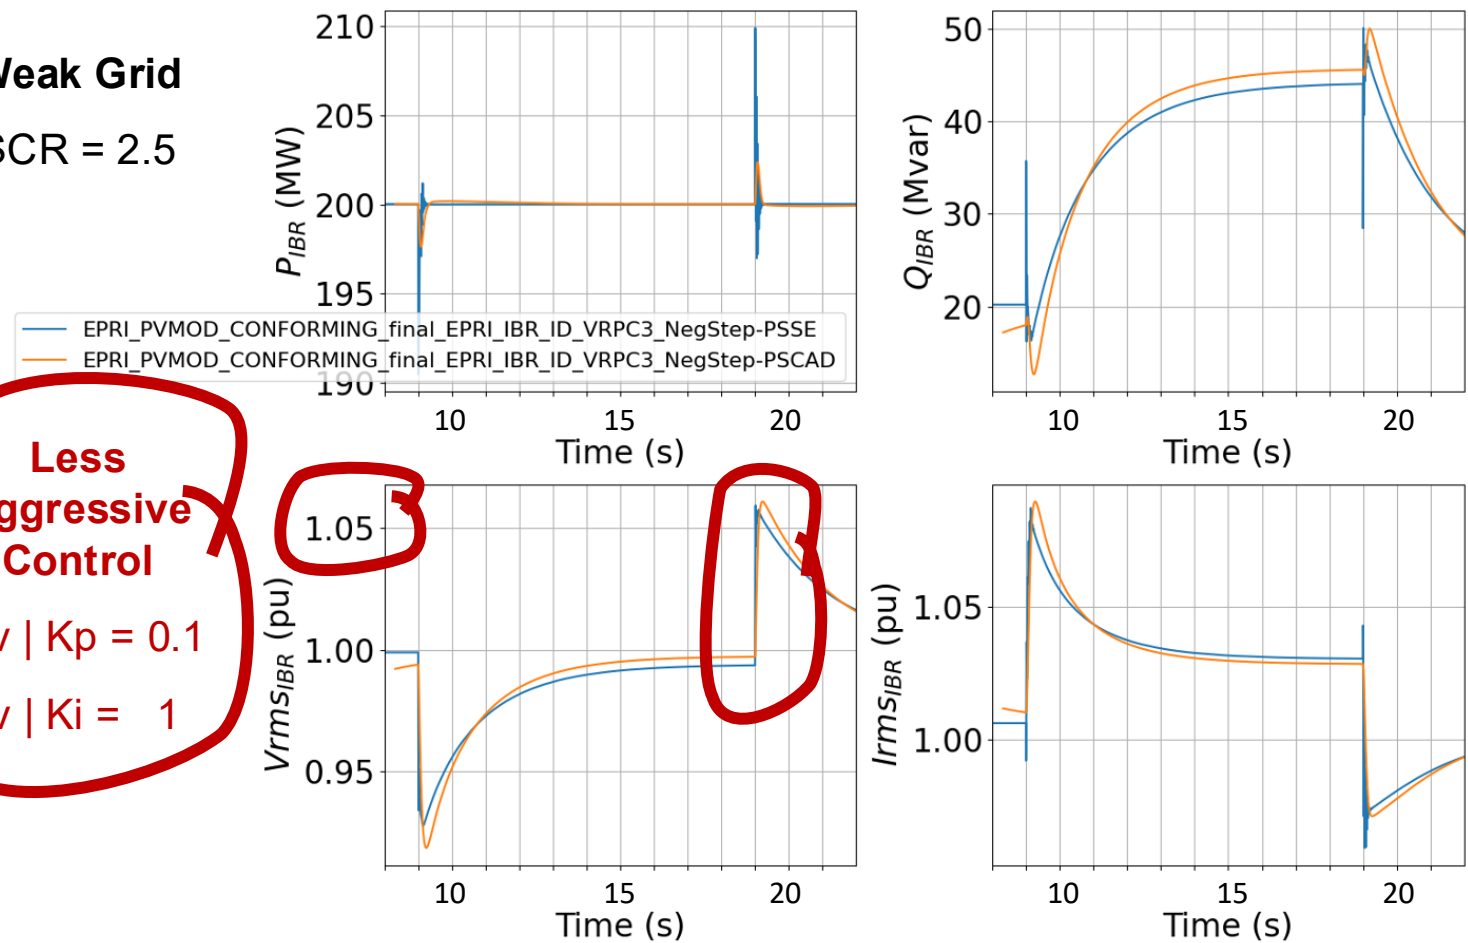 Weak Grid
SCR = 2.5
Less
Aggressive
Control
v | Kp = 0.1
v | Ki = 1
210
205
200
195
190
P_IBR (MW)
10 15 20
Time (s)
EPRI_PVMOD_CONFORMING_final_EPRI_IBR_ID_VRPC3_NegStep-PSSE
EPRI_PVMOD_CONFORMING_final_EPRI_IBR_ID_VRPC3_NegStep-PSCAD
50
40
30
20
Q_IBR (Mvar)
10 15 20
Time (s)
1.05
1.00
0.95
Vrms_IBR (pu)
10 15 20
Time (s)
1.05
1.00
Irms_IBR (pu)
10 15 20
Time (s)